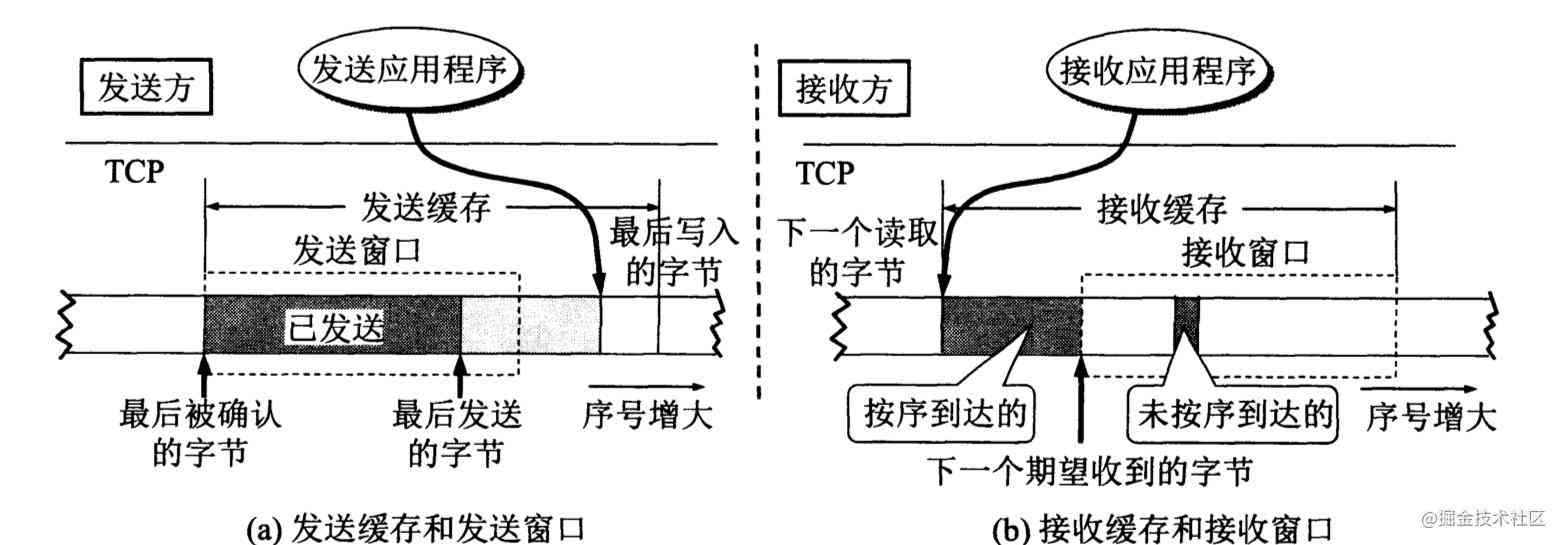 发送方
发送应用程序
TCP
发送缓存
发送窗口
最后写入
的字节
已发送
最后被确认
的字节
最后发送
的字节
序号增大
(a) 发送缓存和发送窗口
接收方
接收应用程序
TCP
接收缓存
下一个读取
的字节
接收窗口
按序到达的
未按序到达的
序号增大
下一个期望收到的字节
(b) 接收缓存和接收窗口
@掘金技术社区